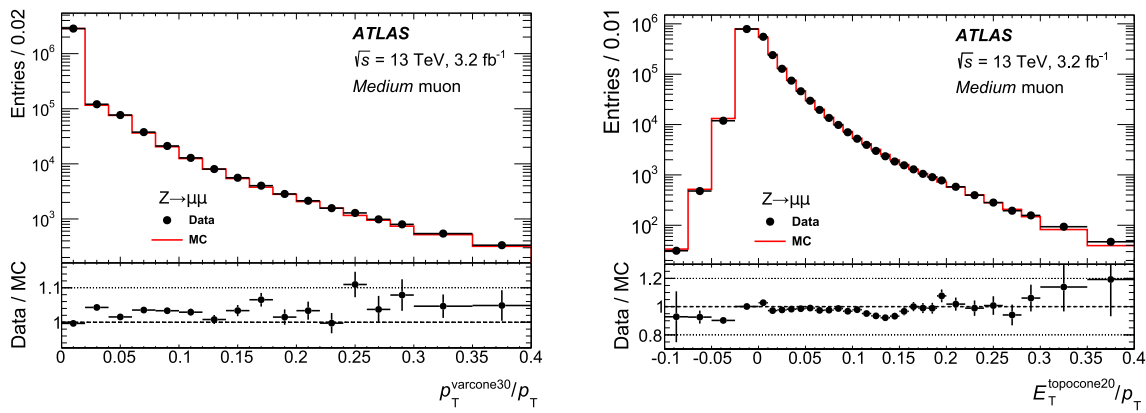 Entries / 0.02
10⁶
10⁵
10⁴
10³
ATLAS
√s = 13 TeV, 3.2 fb⁻¹
Medium muon
Z→μμ
Data
MC
Data / MC
1.1
1
0 0.05 0.1 0.15 0.2 0.25 0.3 0.35 0.4
p_T^varcone30/p_T
Entries / 0.01
10⁶
10⁵
10⁴
10³
10²
ATLAS
√s = 13 TeV, 3.2 fb⁻¹
Medium muon
Z→μμ
Data
MC
Data / MC
1.2
1
0.8
-0.1 -0.05 0 0.05 0.1 0.15 0.2 0.25 0.3 0.35 0.4
E_T^topocone20/p_T